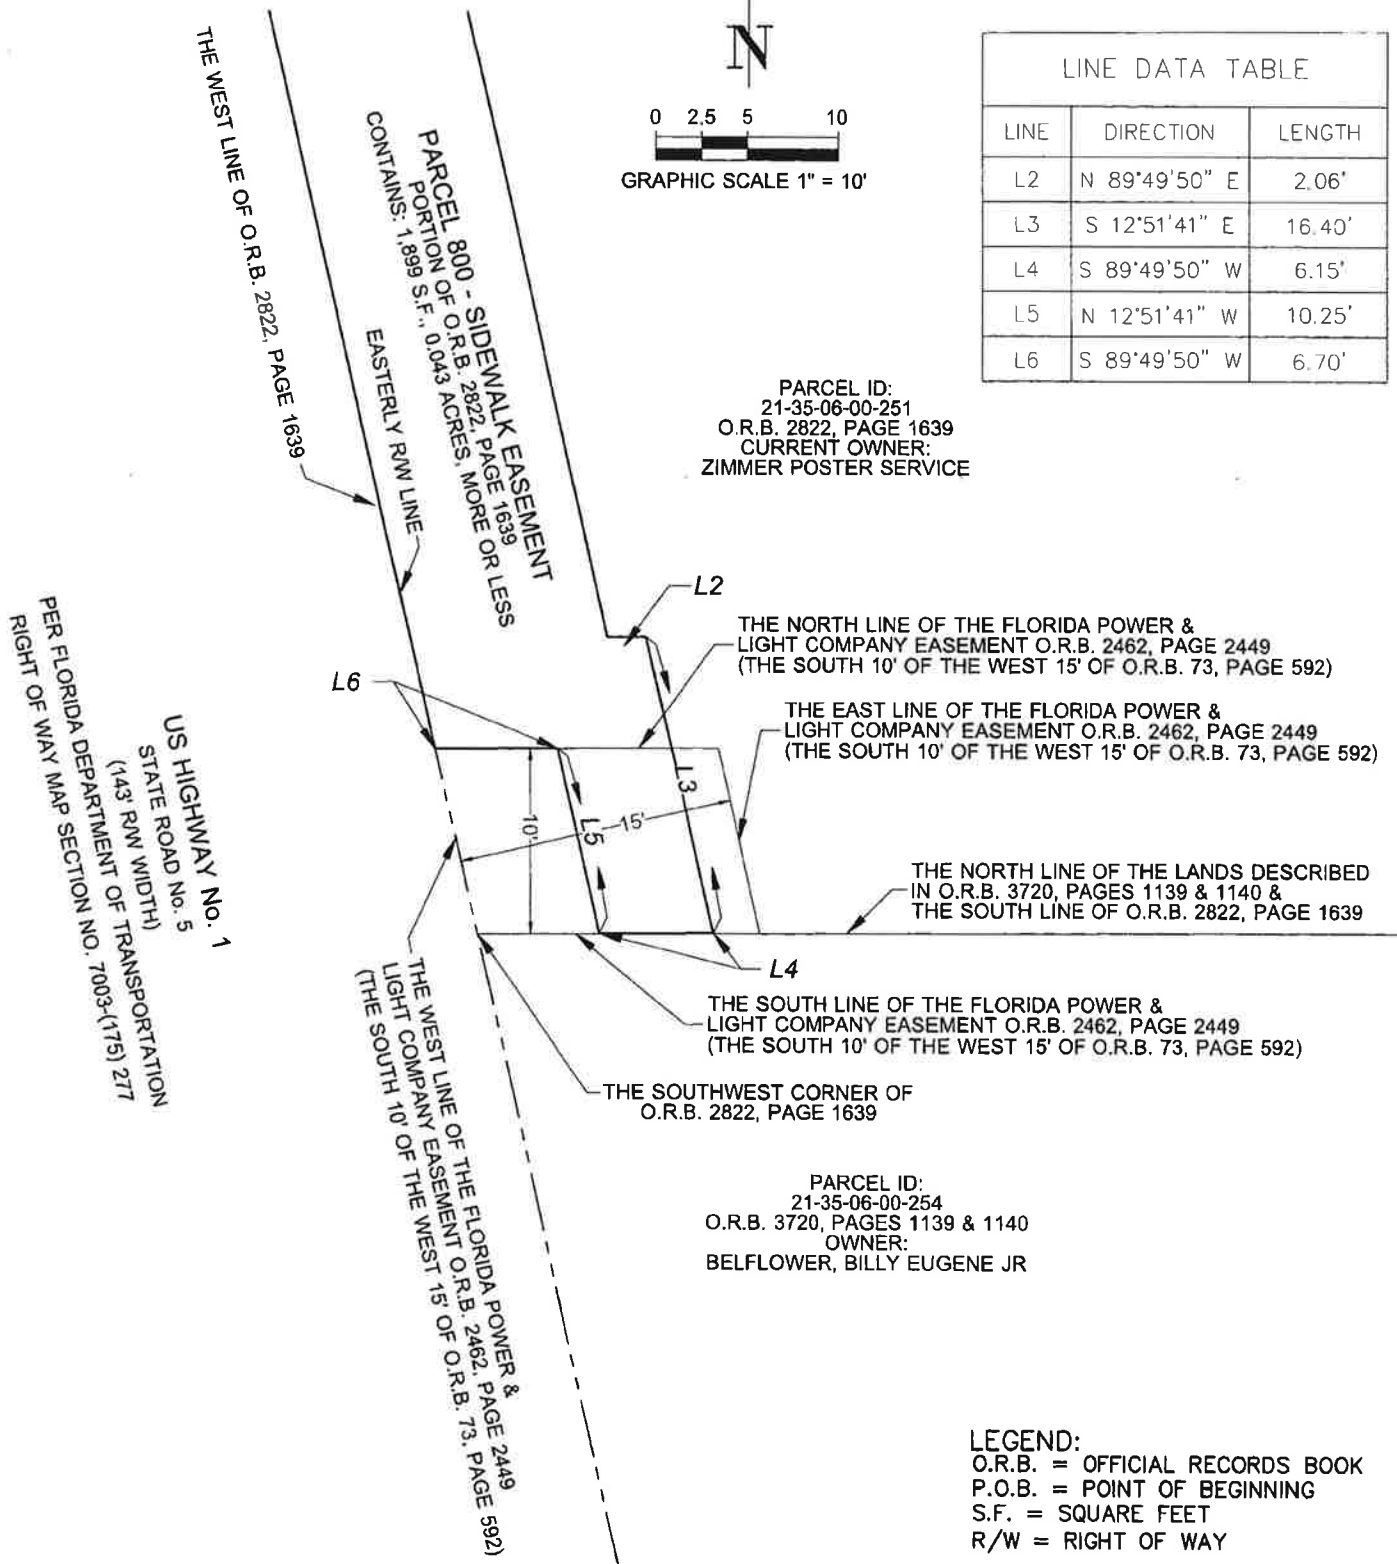 N
0 2.5 5 10
GRAPHIC SCALE 1" = 10'
LINE DATA TABLE
LINE DIRECTION LENGTH
L2 N 89°49'50" E 2.06'
L3 S 12°51'41" E 16.40'
L4 S 89°49'50" W 6.15'
L5 N 12°51'41" W 10.25'
L6 S 89°49'50" W 6.70'
THE WEST LINE OF O.R.B. 2822, PAGE 1639
PARCEL 800 - SIDEWALK EASEMENT
PORTION OF O.R.B. 2822, PAGE 1639
CONTAINS: 1,899 S.F., 0.043 ACRES, MORE OR LESS
EASTERLY R/W LINE
PARCEL ID:
21-35-06-00-251
O.R.B. 2822, PAGE 1639
CURRENT OWNER:
ZIMMER POSTER SERVICE
L2
THE NORTH LINE OF THE FLORIDA POWER &
LIGHT COMPANY EASEMENT O.R.B. 2462, PAGE 2449
(THE SOUTH 10' OF THE WEST 15' OF O.R.B. 73, PAGE 592)
L6
THE EAST LINE OF THE FLORIDA POWER &
LIGHT COMPANY EASEMENT O.R.B. 2462, PAGE 2449
(THE SOUTH 10' OF THE WEST 15' OF O.R.B. 73, PAGE 592)
L3
10'
L5
15'
US HIGHWAY No. 1
STATE ROAD No. 5
(143' R/W WIDTH)
PER FLORIDA DEPARTMENT OF TRANSPORTATION
RIGHT OF WAY MAP SECTION NO. 7003-(175) 277
THE NORTH LINE OF THE LANDS DESCRIBED
IN O.R.B. 3720, PAGES 1139 & 1140 &
THE SOUTH LINE OF O.R.B. 2822, PAGE 1639
L4
THE SOUTH LINE OF THE FLORIDA POWER &
LIGHT COMPANY EASEMENT O.R.B. 2462, PAGE 2449
(THE SOUTH 10' OF THE WEST 15' OF O.R.B. 73, PAGE 592)
THE SOUTHWEST CORNER OF
O.R.B. 2822, PAGE 1639
THE WEST LINE OF THE FLORIDA POWER &
LIGHT COMPANY EASEMENT O.R.B. 2462, PAGE 2449
(THE SOUTH 10' OF THE WEST 15' OF O.R.B. 73, PAGE 592)
PARCEL ID:
21-35-06-00-254
O.R.B. 3720, PAGES 1139 & 1140
OWNER:
BELFLOWER, BILLY EUGENE JR
LEGEND:
O.R.B. = OFFICIAL RECORDS BOOK
P.O.B. = POINT OF BEGINNING
S.F. = SQUARE FEET
R/W = RIGHT OF WAY